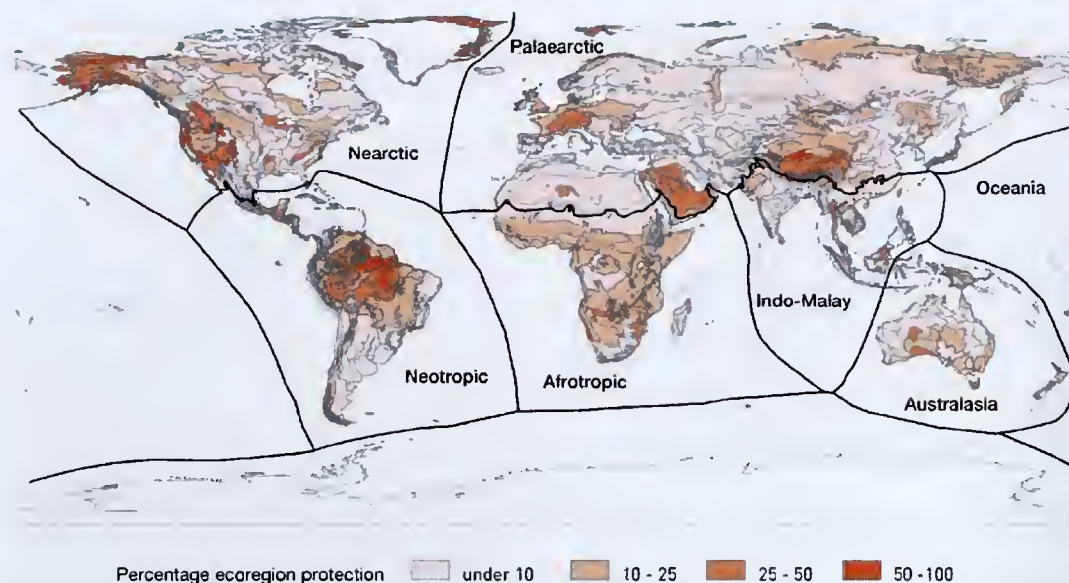 Palaearctic
Nearctic
Oceania
Indo-Malay
Neotropic
Afrotropic
Australasia
Percentage ecoregion protection under 10 10 - 25 25 - 50 50 -100